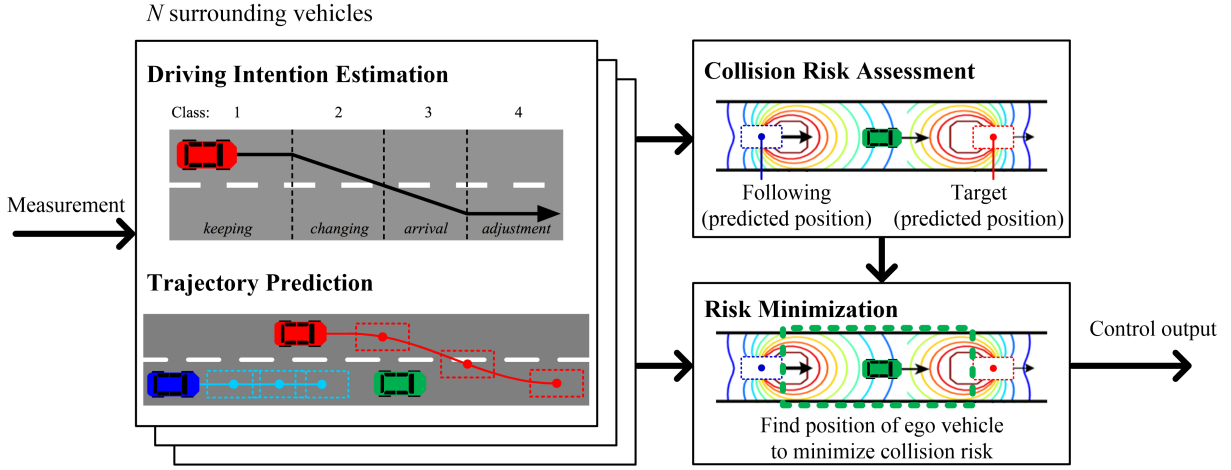 N surrounding vehicles
Driving Intention Estimation
Class: 1 2 3 4
keeping changing arrival adjustment
Measurement
Trajectory Prediction
Collision Risk Assessment
Following
(predicted position)
Target
(predicted position)
Risk Minimization
Find position of ego vehicle
to minimize collision risk
Control output